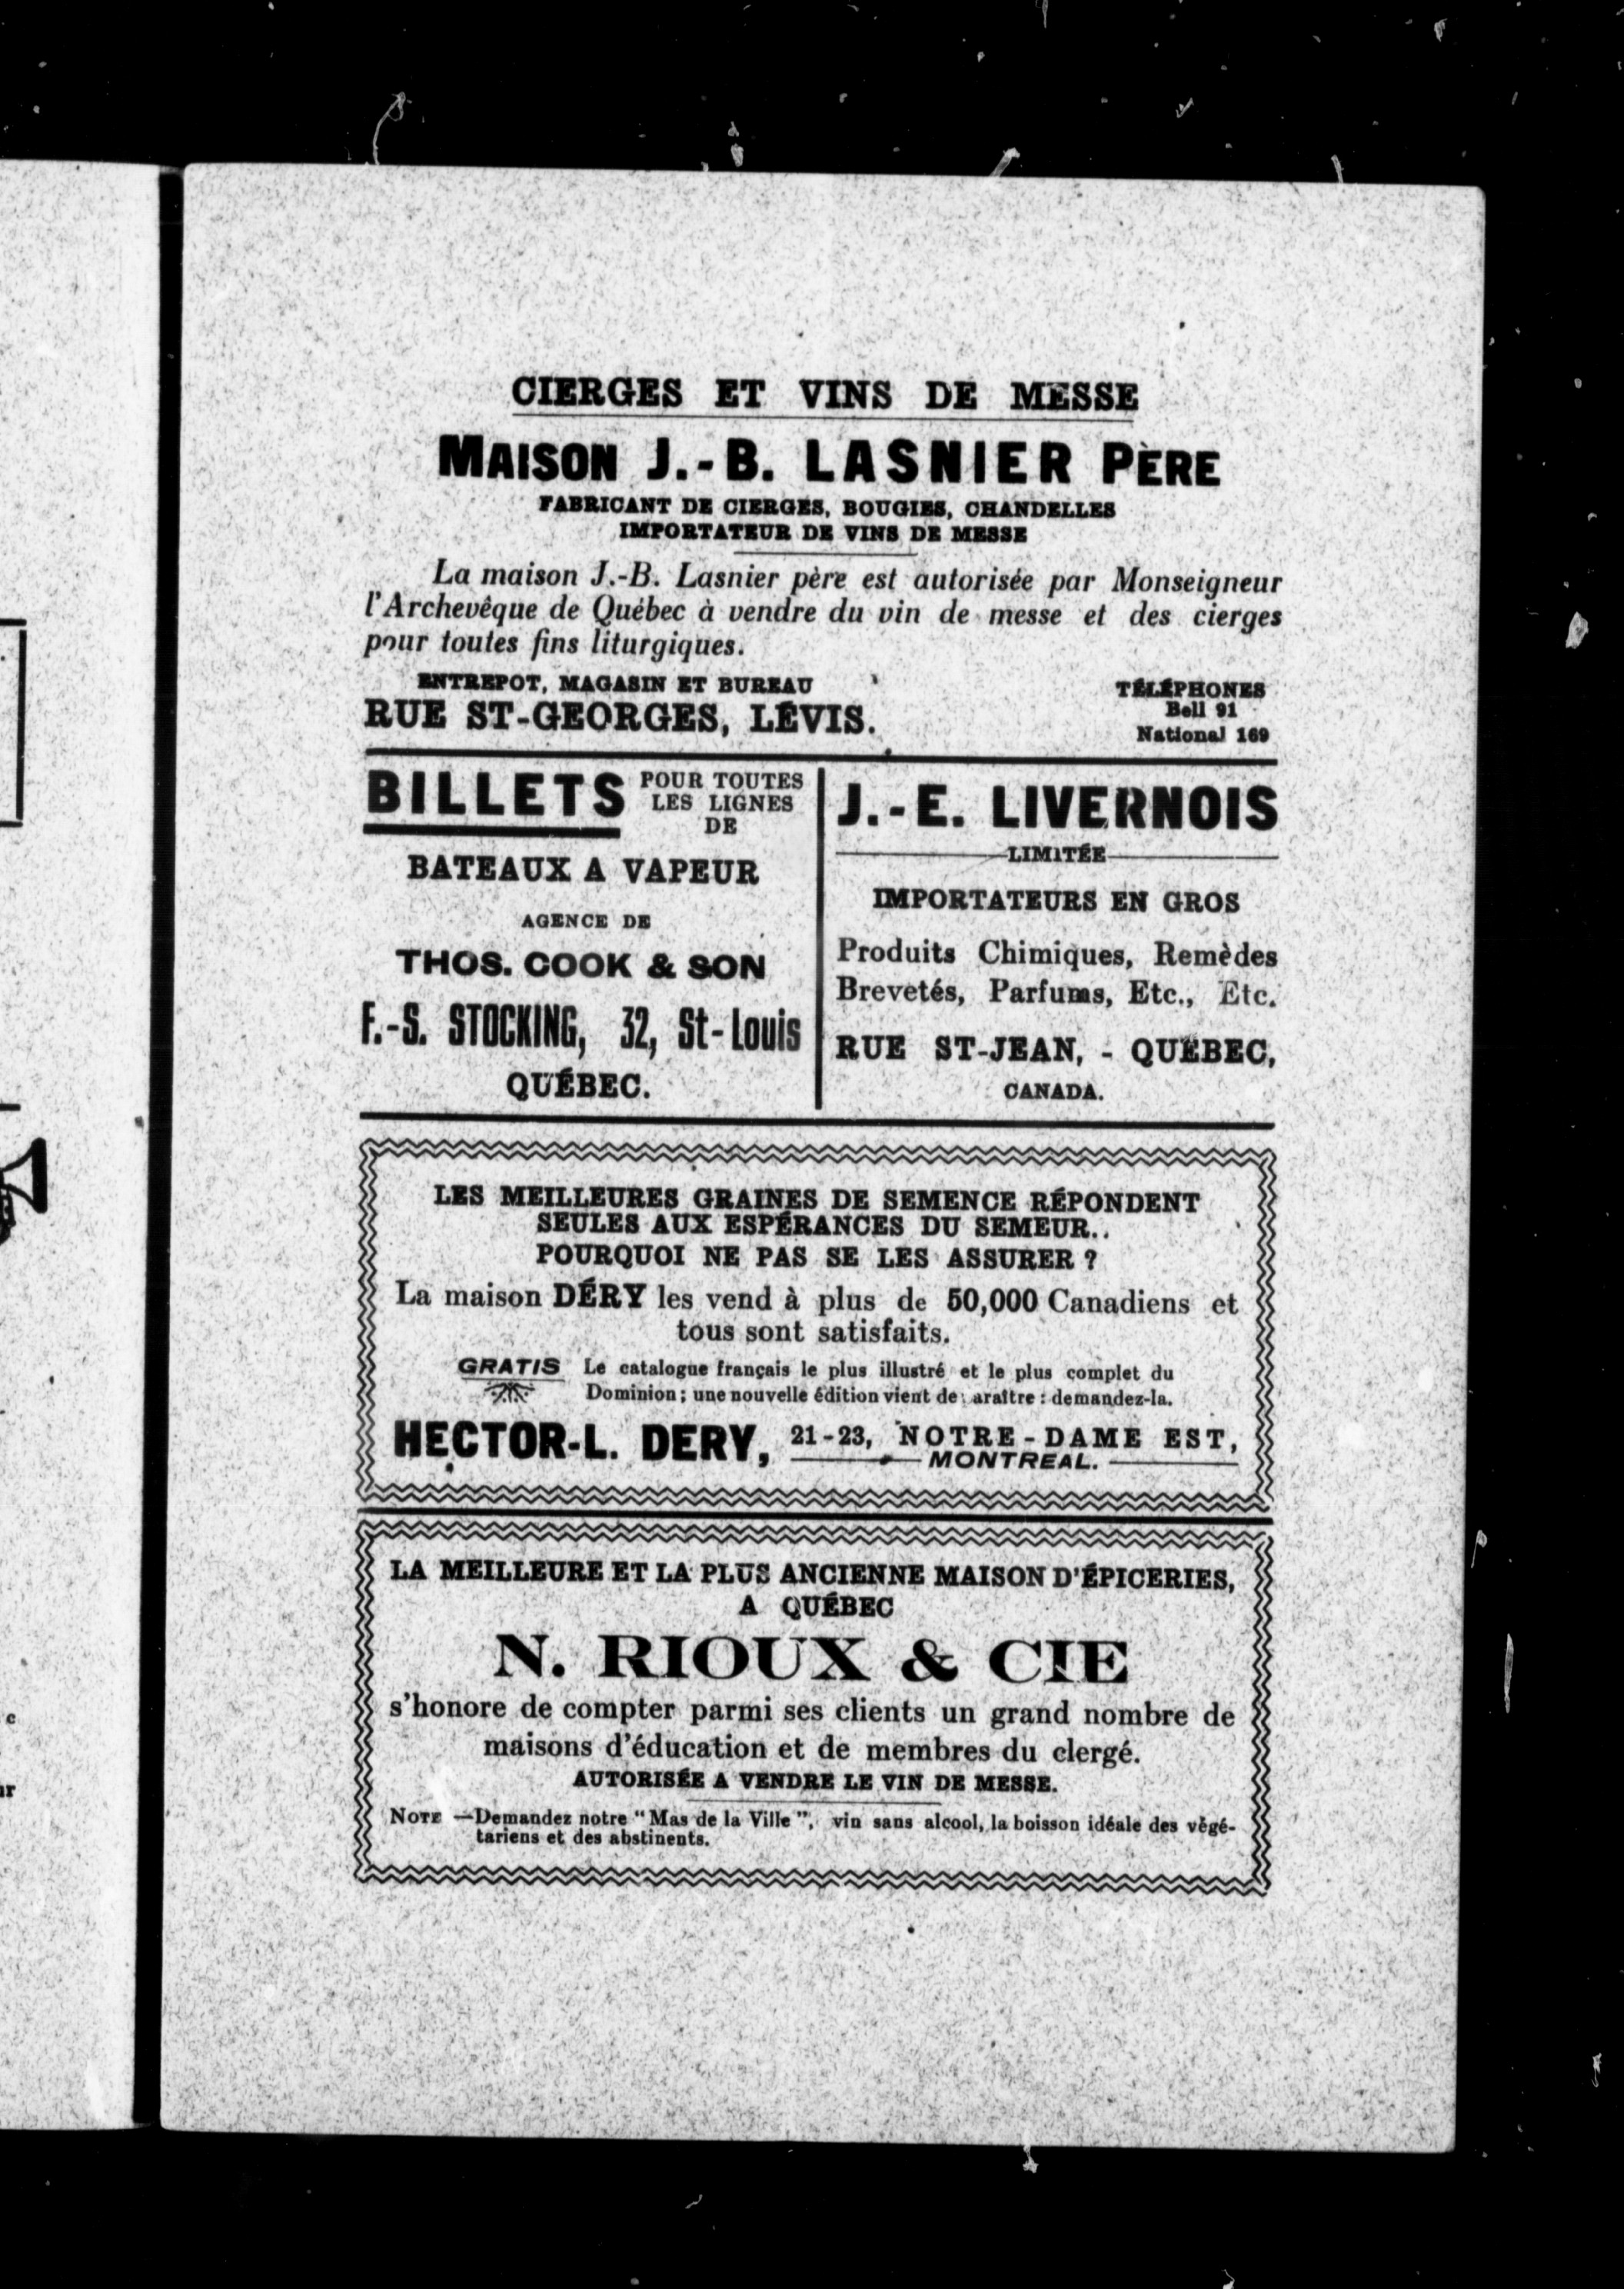 CIERGES ET VINS DE MESSE
MAISON J.-B. LASNIER PÈRE
FABRICANT DE CIERGES, BOUGIES, CHANDELLES
IMPORTATEUR DE VINS DE MESSE
La maison J.-B. Lasnier père est autorisée par Monseigneur
l'Archevêque de Québec à vendre du vin de messe et des cierges
pour toutes fins liturgiques.
ENTREPOT, MAGASIN ET BUREAU
RUE ST-GEORGES, LÉVIS.
TÉLÉPHONES
Bell 91
National 169
BILLETS POUR TOUTES
LES LIGNES
DE
BATEAUX A VAPEUR
AGENCE DE
THOS. COOK & SON
F.-S. STOCKING, 32, St-Louis
QUÉBEC.
J.-E. LIVERNOIS
LIMITÉE
IMPORTATEURS EN GROS
Produits Chimiques, Remèdes
Brevetés, Parfums, Etc., Etc.
RUE ST-JEAN, - QUÉBEC,
CANADA.
LES MEILLEURES GRAINES DE SEMENCE RÉPONDENT
SEULES AUX ESPÉRANCES DU SEMEUR..
POURQUOI NE PAS SE LES ASSURER ?
La maison DÉRY les vend à plus de 50,000 Canadiens et
tous sont satisfaits.
GRATIS Le catalogue français le plus illustré et le plus complet du
Dominion ; une nouvelle édition vient de araître : demandez-la.
HECTOR-L. DERY, 21-23, NOTRE-DAME EST,
MONTREAL.
LA MEILLEURE ET LA PLUS ANCIENNE MAISON D'ÉPICERIES,
A QUÉBEC
N. RIOUX & CIE
s'honore de compter parmi ses clients un grand nombre de
maisons d'éducation et de membres du clergé.
AUTORISÉE A VENDRE LE VIN DE MESSE.
NOTE —Demandez notre "Mas de la Ville", vin sans alcool, la boisson idéale des végé-
tariens et des abstinents.